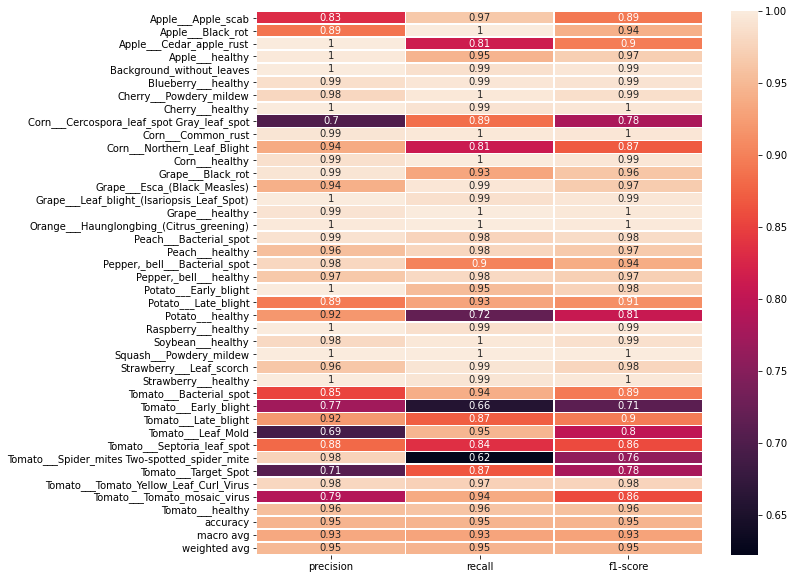 Apple___Apple_scab 0.83 0.97 0.89
Apple___Black_rot 0.89 1 0.94
Apple___Cedar_apple_rust 1 0.81 0.9
Apple___healthy 1 0.95 0.97
Background_without_leaves 1 0.99 0.99
Blueberry___healthy 0.99 0.99 0.99
Cherry___Powdery_mildew 0.98 1 0.99
Cherry___healthy 1 0.99 1
Corn___Cercospora_leaf_spot Gray_leaf_spot 0.7 0.89 0.78
Corn___Common_rust 0.99 1 1
Corn___Northern_Leaf_Blight 0.94 0.81 0.87
Corn___healthy 0.99 1 0.99
Grape___Black_rot 0.99 0.93 0.96
Grape___Esca_(Black_Measles) 0.94 0.99 0.97
Grape___Leaf_blight_(Isariopsis_Leaf_Spot) 1 0.99 0.99
Grape___healthy 0.99 1 1
Orange___Haunglongbing_(Citrus_greening) 1 1 1
Peach___Bacterial_spot 0.99 0.98 0.98
Peach___healthy 0.96 0.98 0.97
Pepper,_bell___Bacterial_spot 0.98 0.9 0.94
Pepper,_bell___healthy 0.97 0.98 0.97
Potato___Early_blight 1 0.95 0.98
Potato___Late_blight 0.89 0.93 0.91
Potato___healthy 0.92 0.72 0.81
Raspberry___healthy 1 0.99 0.99
Soybean___healthy 0.98 1 0.99
Squash___Powdery_mildew 1 1 1
Strawberry___Leaf_scorch 0.96 0.99 0.98
Strawberry___healthy 1 0.99 1
Tomato___Bacterial_spot 0.85 0.94 0.89
Tomato___Early_blight 0.77 0.66 0.71
Tomato___Late_blight 0.92 0.87 0.9
Tomato___Leaf_Mold 0.69 0.95 0.8
Tomato___Septoria_leaf_spot 0.88 0.84 0.86
Tomato___Spider_mites Two-spotted_spider_mite 0.98 0.62 0.76
Tomato___Target_Spot 0.71 0.87 0.78
Tomato___Tomato_Yellow_Leaf_Curl_Virus 0.98 0.97 0.98
Tomato___Tomato_mosaic_virus 0.79 0.94 0.86
Tomato___healthy 0.96 0.96 0.96
accuracy 0.95 0.95 0.95
macro avg 0.93 0.93 0.93
weighted avg 0.95 0.95 0.95
precision recall f1-score
1.00
0.95
0.90
0.85
0.80
0.75
0.70
0.65